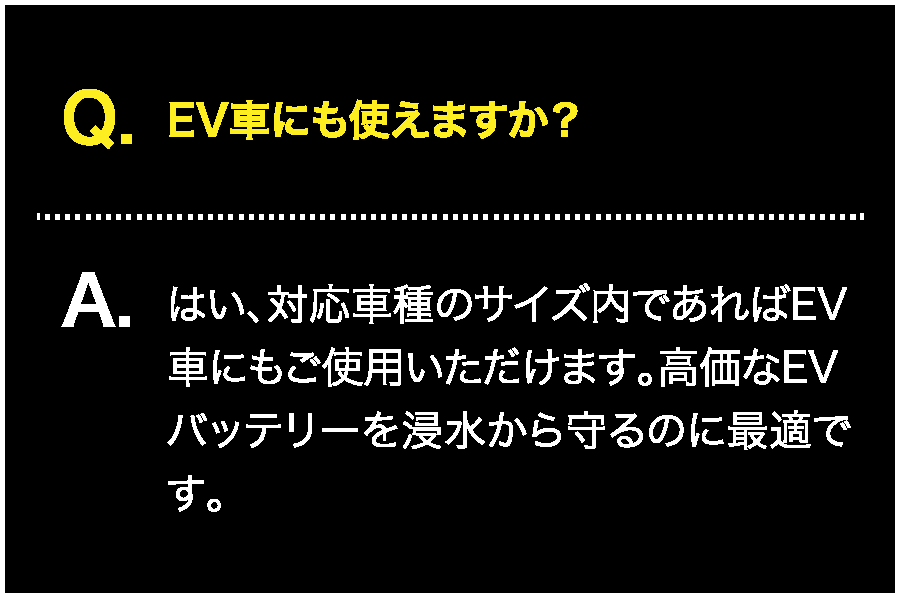 Q. EV車にも使えますか？
A. はい、対応車種のサイズ内であればEV
車にもご使用いただけます。高価なEV
バッテリーを浸水から守るのに最適で
す。